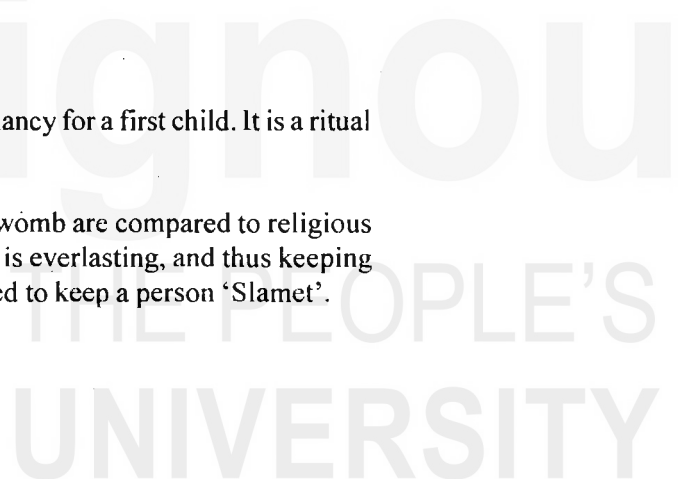 ignou
ancy for a first child. It is a ritual
womb are compared to religious
is everlasting, and thus keeping
ed to keep a person ‘Slamet’.
THE PEOPLE'S
UNIVERSITY